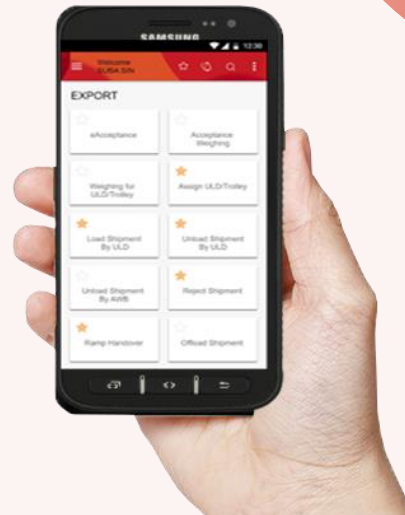 SAMSUNG
12:30
Welcome
EXPORT
eAcceptance
Acceptance
Weighing
Weighing for
ULD/Trolley
Assign ULD/Trolley
Load Shipment
By ULD
Unload Shipment
By ULD
Unload Shipment
By AWB
Reject Shipment
Ramp Handover
Offload Shipment